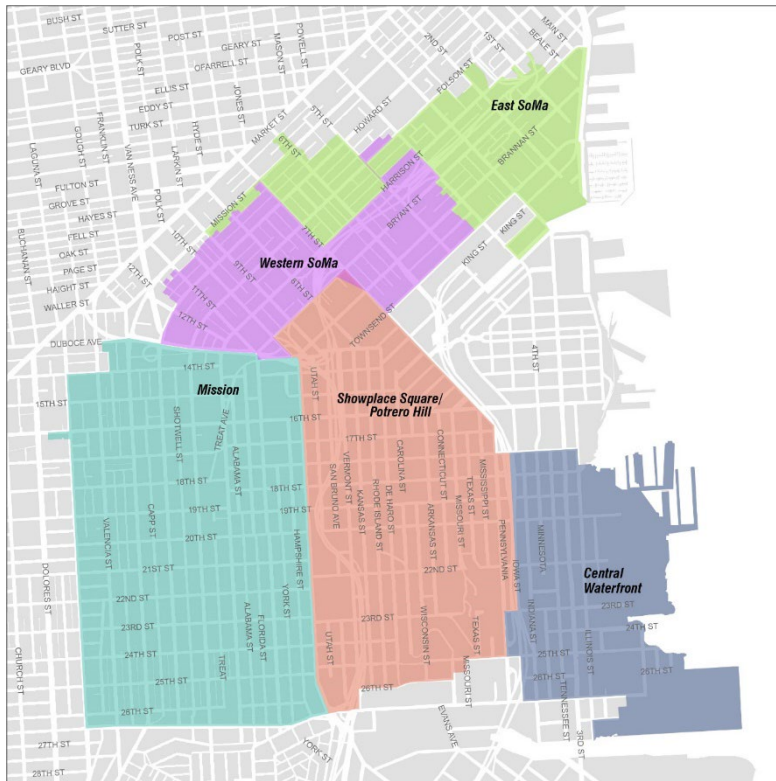 BUSH ST
SUTTER ST
POST ST
GEARY ST
GEARY BLVD
OFARRELL ST
ELLIS ST
EDDY ST
TURK ST
POLK ST
MASON ST
POWELL ST
JONES ST
HYDE ST
LARKIN ST
FRANKLIN ST
GOUGH ST
VAN NESS AVE
LAGUNA ST
FULTON ST
GROVE ST
HAYES ST
FELL ST
OAK ST
PAGE ST
HAIGHT ST
WALLER ST
BUCHANAN ST
POLK ST
DUBOCE AVE
MARKET ST
5TH ST
6TH ST
HOWARD ST
FOLSOM ST
2ND ST
1ST ST
MAIN ST
BEALE ST
East SoMa
BRANNAN ST
HARRISON ST
BRYANT ST
MISSION ST
7TH ST
10TH ST
12TH ST
Western SoMa
9TH ST
8TH ST
11TH ST
12TH ST
KING ST
KING ST
TOWNSEND ST
4TH ST
14TH ST
15TH ST
Mission
UTAH ST
Showplace Square/
Potrero Hill
SHOTWELL ST
TREAT AVE
ALABAMA ST
16TH ST
17TH ST
18TH ST
18TH ST
19TH ST
19TH ST
20TH ST
CAPP ST
VALENCIA ST
21ST ST
22ND ST
23RD ST
24TH ST
25TH ST
26TH ST
27TH ST
28TH ST
DOLORES ST
CHURCH ST
HAMPSHIRE ST
YORK ST
FLORIDA ST
ALABAMA ST
TREAT
SAN BRUNO AVE
VERMONT ST
KANSAS ST
RHODE ISLAND ST
DE HARO ST
CAROLINA ST
CONNECTICUT ST
ARKANSAS ST
MISSOURI ST
TEXAS ST
MISSISSIPPI ST
PENNSYLVANIA
22ND ST
23RD ST
UTAH ST
WISCONSIN ST
TEXAS ST
MISSOURI ST
26TH ST
EVANS AVE
YORK ST
IOWA ST
MINNESOTA
INDIANA ST
Central
Waterfront
23RD ST
24TH ST
25TH ST
26TH ST
26TH ST
ILLINOIS ST
TENNESSEE ST
3RD ST